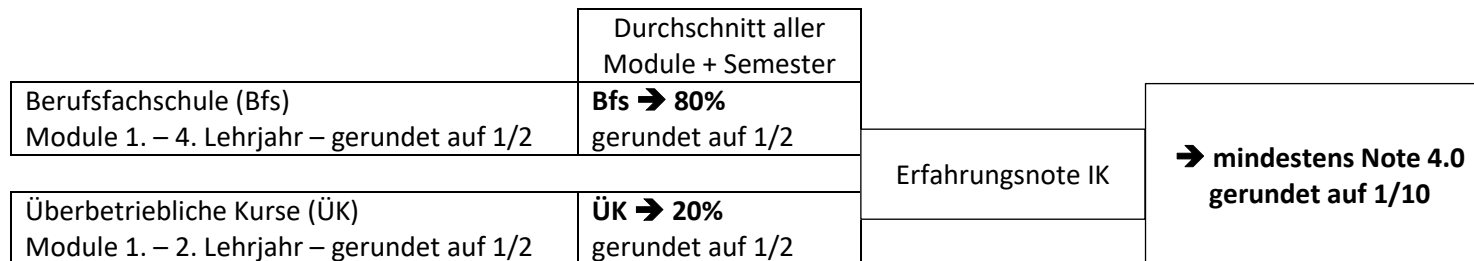 Durchschnitt aller
Module + Semester
Berufsfachschule (Bfs)
Module 1. – 4. Lehrjahr – gerundet auf 1/2
Bfs ➔ 80%
gerundet auf 1/2
Erfahrungsnote IK
➔ mindestens Note 4.0
gerundet auf 1/10
Überbetriebliche Kurse (ÜK)
Module 1. – 2. Lehrjahr – gerundet auf 1/2
ÜK ➔ 20%
gerundet auf 1/2